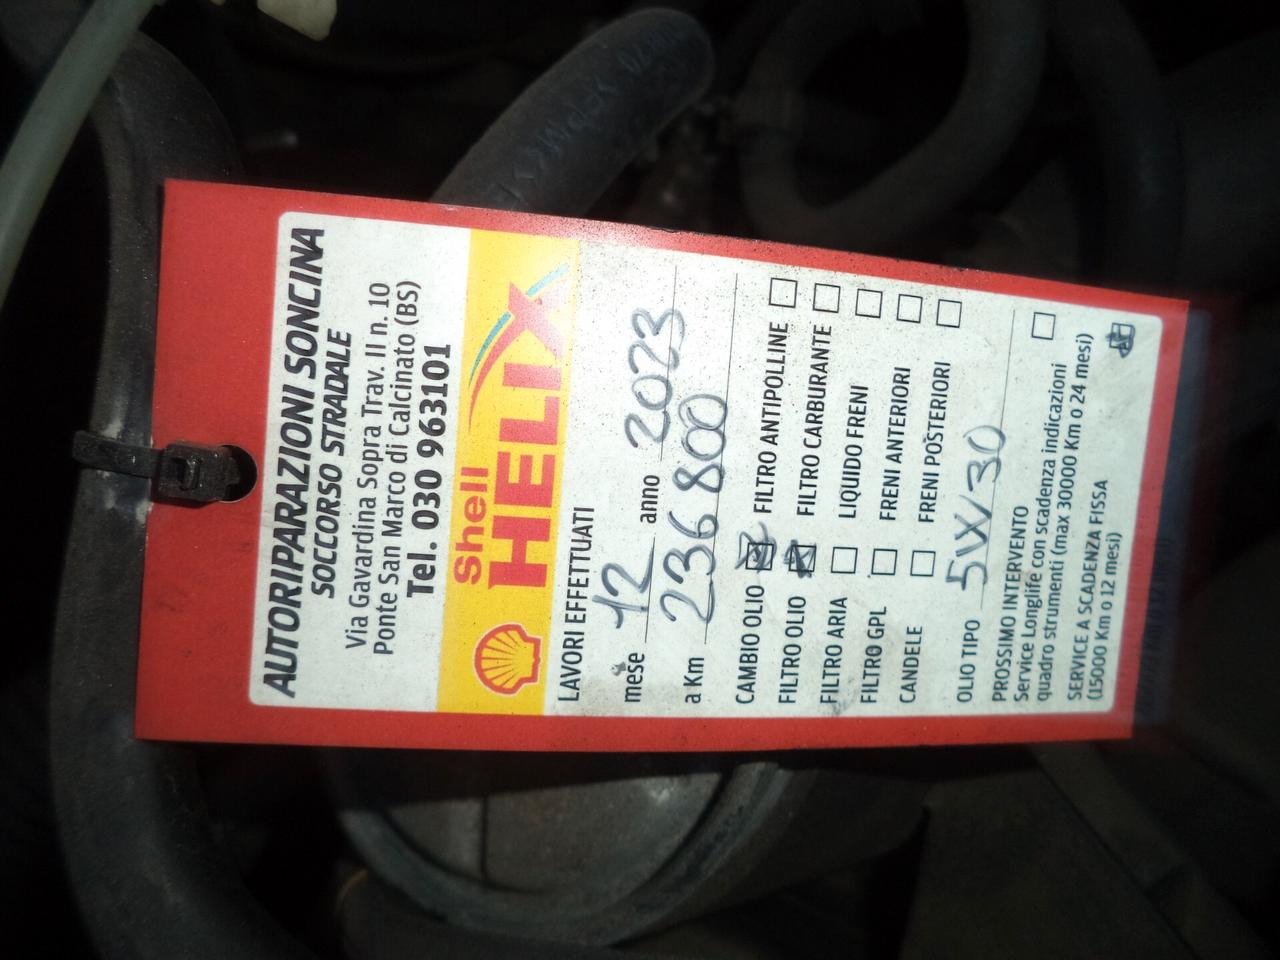 AUTORIPARAZIONI SONCINA
SOCCORSO STRADALE
Via Gavardina Sopra Trav. II n. 10
Ponte San Marco di Calcinato (BS)
Tel. 030 963101
Shell
HELIX
LAVORI EFFETTUATI
mese 12 anno 2023
a Km 236800
CAMBIO OLIO FILTRO ANTIPOLLINE
FILTRO OLIO FILTRO CARBURANTE
FILTRO ARIA LIQUIDO FRENI
FILTRO GPL FRENI ANTERIORI
CANDELE FRENI POSTERIORI
OLIO TIPO 5W30
PROSSIMO INTERVENTO
Service Longlife con scadenza indicazioni
quadro strumenti (max 30000 Km o 24 mesi)
SERVICE A SCADENZA FISSA
(15000 Km o 12 mesi)